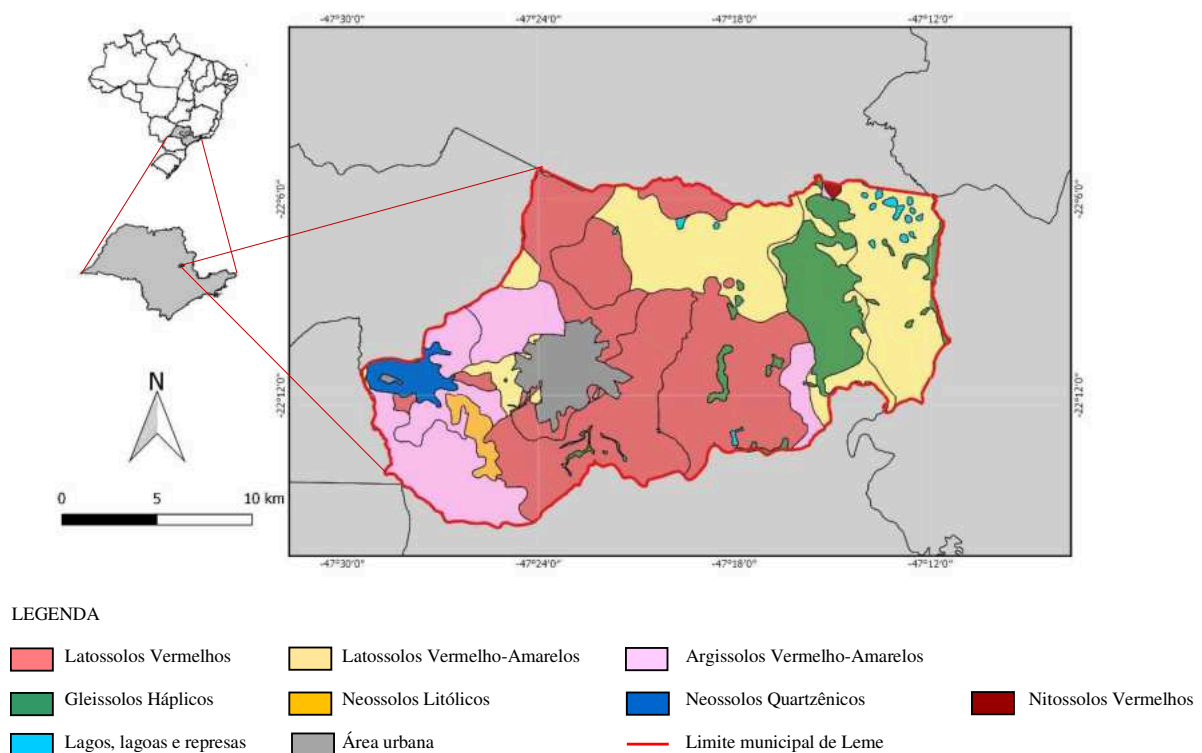 -47°30'0" -47°24'0" -47°18'0" -47°12'0"
-22°6'0"
-22°6'0"
-22°12'0"
-22°12'0"
N
0 5 10 km
-47°30'0" -47°24'0" -47°18'0" -47°12'0"
LEGENDA
Latossolos Vermelhos Latossolos Vermelho-Amarelos Argissolos Vermelho-Amarelos
Gleissolos Háplicos Neossolos Litólicos Neossolos Quartzênicos Nitossolos Vermelhos
Lagos, lagoas e represas Área urbana Limite municipal de Leme